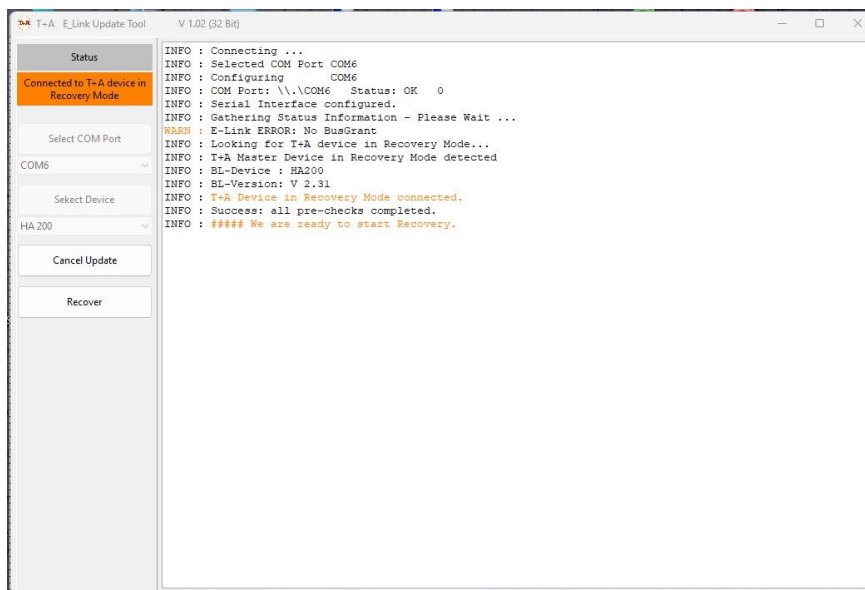 T+A E_Link Update Tool V 1.02 (32 Bit)
Status
Connected to T+A device in
Recovery Mode
Select COM Port
COM6
Sekect Device
HA 200
Cancel Update
Recover
INFO : Connecting ...
INFO : Selected COM Port COM6
INFO : Configuring COM6
INFO : COM Port: \\.\COM6 Status: OK 0
INFO : Serial Interface configured.
INFO : Gathering Status Information - Please Wait ...
WARN : E-Link ERROR: No BusGrant
INFO : Looking for T+A device in Recovery Mode...
INFO : T+A Master Device in Recovery Mode detected
INFO : BL-Device : HA200
INFO : BL-Version: V 2.31
INFO : T+A Device in Recovery Mode connected.
INFO : Success: all pre-checks completed.
INFO : ##### We are ready to start Recovery.